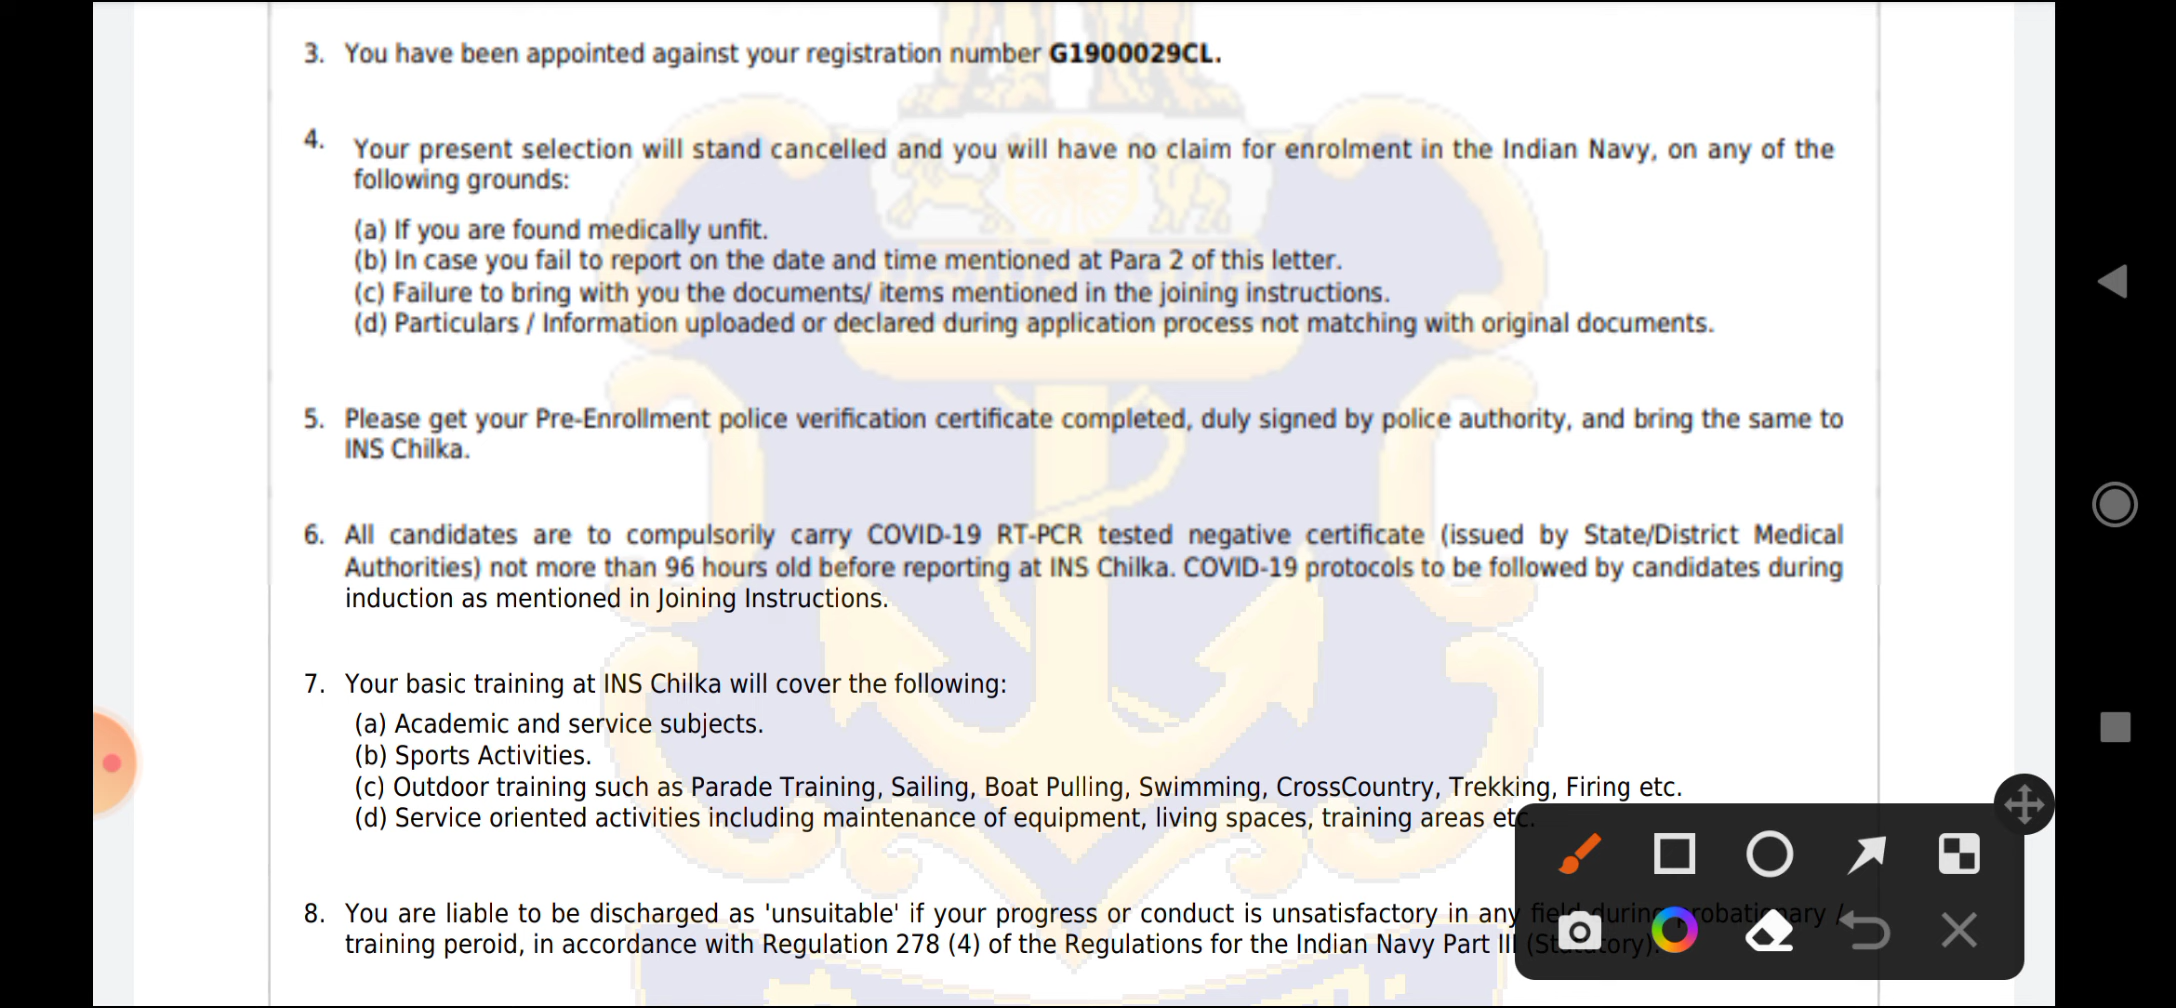 3. You have been appointed against your registration number G1900029CL.
4. Your present selection will stand cancelled and you will have no claim for enrolment in the Indian Navy, on any of the
following grounds:
(a) If you are found medically unfit.
(b) In case you fail to report on the date and time mentioned at Para 2 of this letter.
(c) Failure to bring with you the documents/ items mentioned in the joining instructions.
(d) Particulars / Information uploaded or declared during application process not matching with original documents.
5. Please get your Pre-Enrollment police verification certificate completed, duly signed by police authority, and bring the same to
INS Chilka.
6. All candidates are to compulsorily carry COVID-19 RT-PCR tested negative certificate (issued by State/District Medical
Authorities) not more than 96 hours old before reporting at INS Chilka. COVID-19 protocols to be followed by candidates during
induction as mentioned in Joining Instructions.
7. Your basic training at INS Chilka will cover the following:
(a) Academic and service subjects.
(b) Sports Activities.
(c) Outdoor training such as Parade Training, Sailing, Boat Pulling, Swimming, CrossCountry, Trekking, Firing etc.
(d) Service oriented activities including maintenance of equipment, living spaces, training areas etc.
8. You are liable to be discharged as 'unsuitable' if your progress or conduct is unsatisfactory in any field during probationary /
training peroid, in accordance with Regulation 278 (4) of the Regulations for the Indian Navy Part III (Statutory).